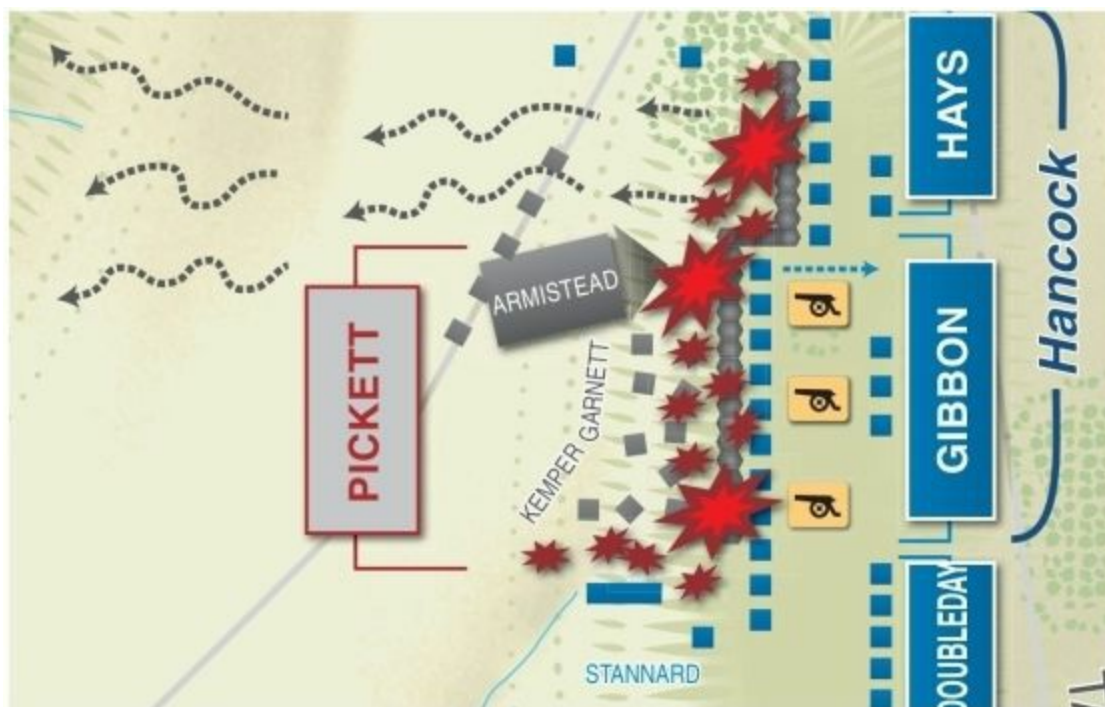 HAYS
Hancock
ARMISTEAD
GIBBON
PICKETT
GARNETT
KEMPER
DOUBLEDAY
STANNARD